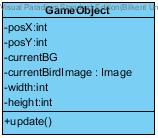 GameObject
-posX:int
-posY:int
-currentBG
-currentBirdImage : Image
-width:int
-height:int
+update()